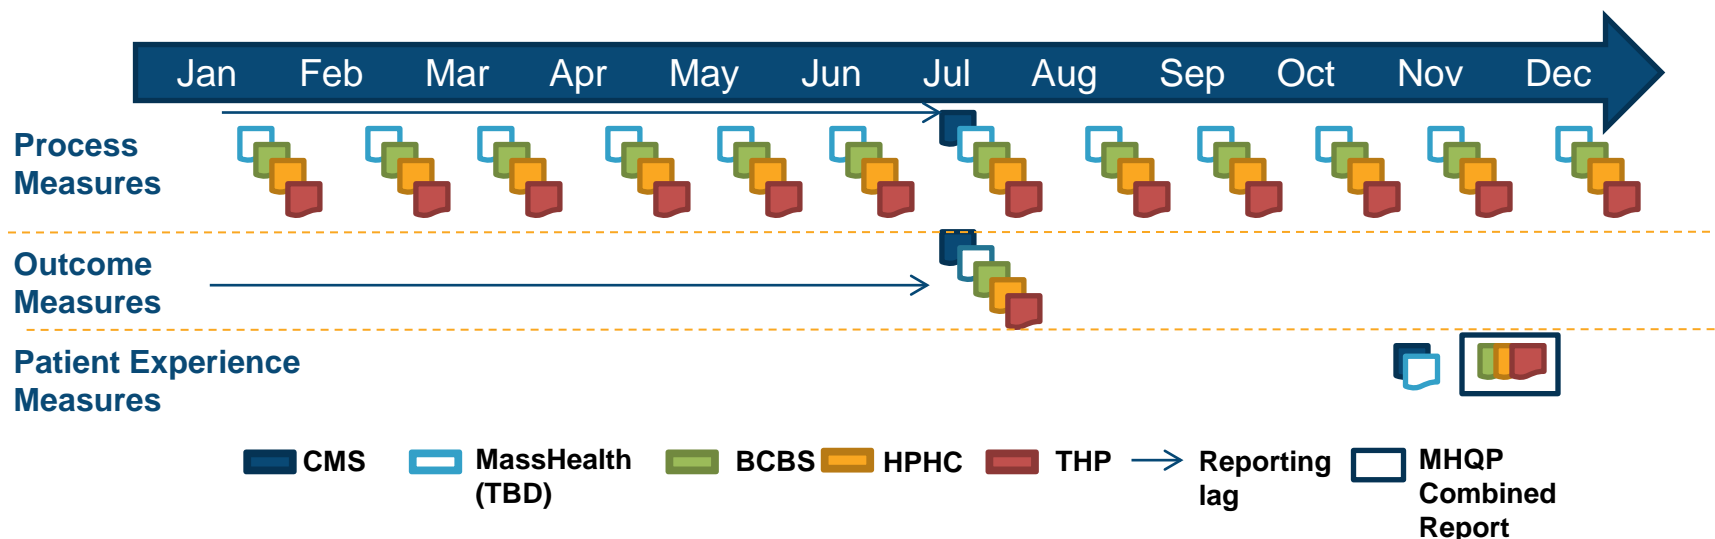 Jan Feb Mar Apr May Jun Jul Aug Sep Oct Nov Dec
Process
Measures
Outcome
Measures
Patient Experience
Measures
CMS
MassHealth
(TBD)
BCBS
HPHC
THP
Reporting
lag
MHQP
Combined
Report